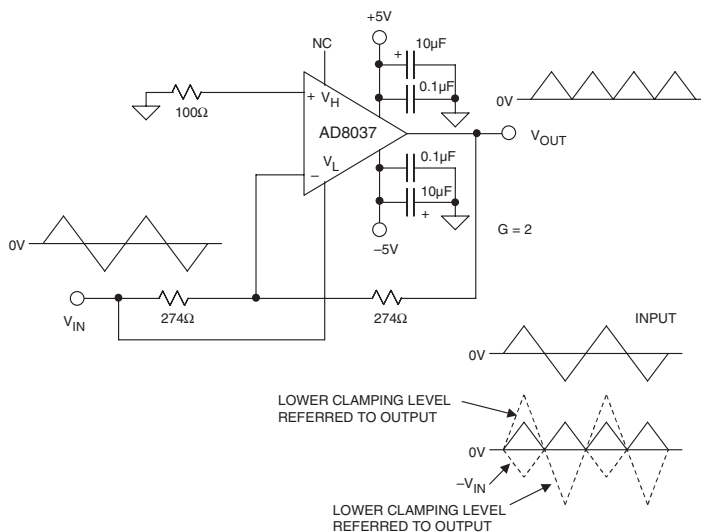 +5V
NC
10µF
+
0.1µF
0V
100Ω
+ V_H
AD8037
V_L
–
V_OUT
0.1µF
10µF
+
–5V
G = 2
0V
V_IN
274Ω
274Ω
INPUT
0V
LOWER CLAMPING LEVEL
REFERRED TO OUTPUT
0V
–V_IN
LOWER CLAMPING LEVEL
REFERRED TO OUTPUT